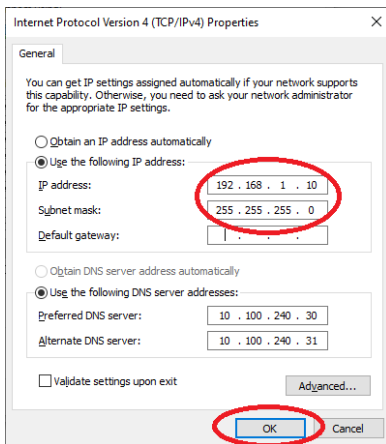 Internet Protocol Version 4 (TCP/IPv4) Properties
General
You can get IP settings assigned automatically if your network supports
this capability. Otherwise, you need to ask your network administrator
for the appropriate IP settings.
Obtain an IP address automatically
Use the following IP address:
IP address: 192 . 168 . 1 . 10
Subnet mask: 255 . 255 . 255 . 0
Default gateway: . . .
Obtain DNS server address automatically
Use the following DNS server addresses:
Preferred DNS server: 10 . 100 . 240 . 30
Alternate DNS server: 10 . 100 . 240 . 31
Validate settings upon exit
Advanced...
OK Cancel